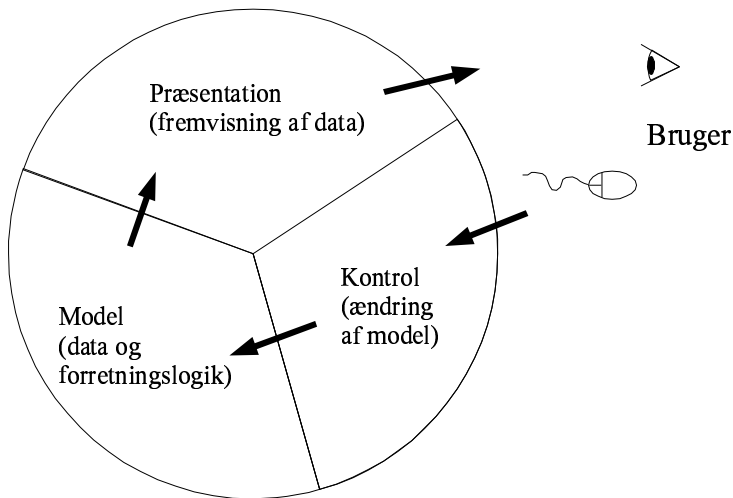 Præsentation
(fremvisning af data)
Bruger
Kontrol
(ændring
af model)
Model
(data og
forretningslogik)